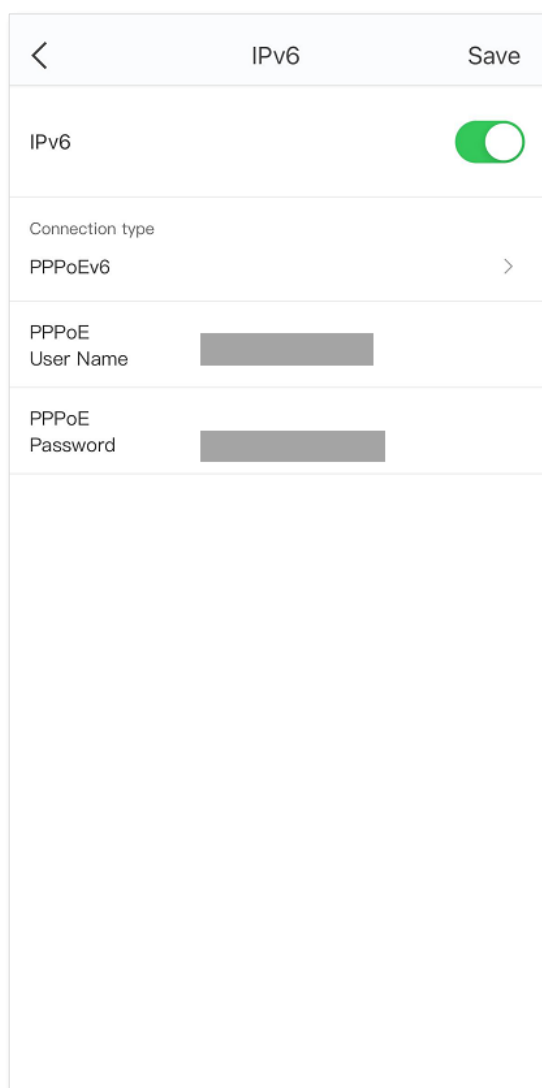 IPv6
Save
IPv6
Connection type
PPPoEv6
PPPoE
User Name
PPPoE
Password